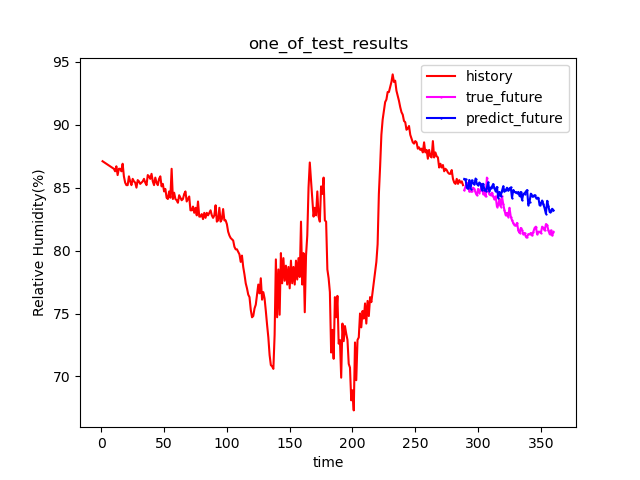 one_of_test_results
history
true_future
predict_future
Relative Humidity(%)
95
90
85
80
75
70
0 50 100 150 200 250 300 350
time